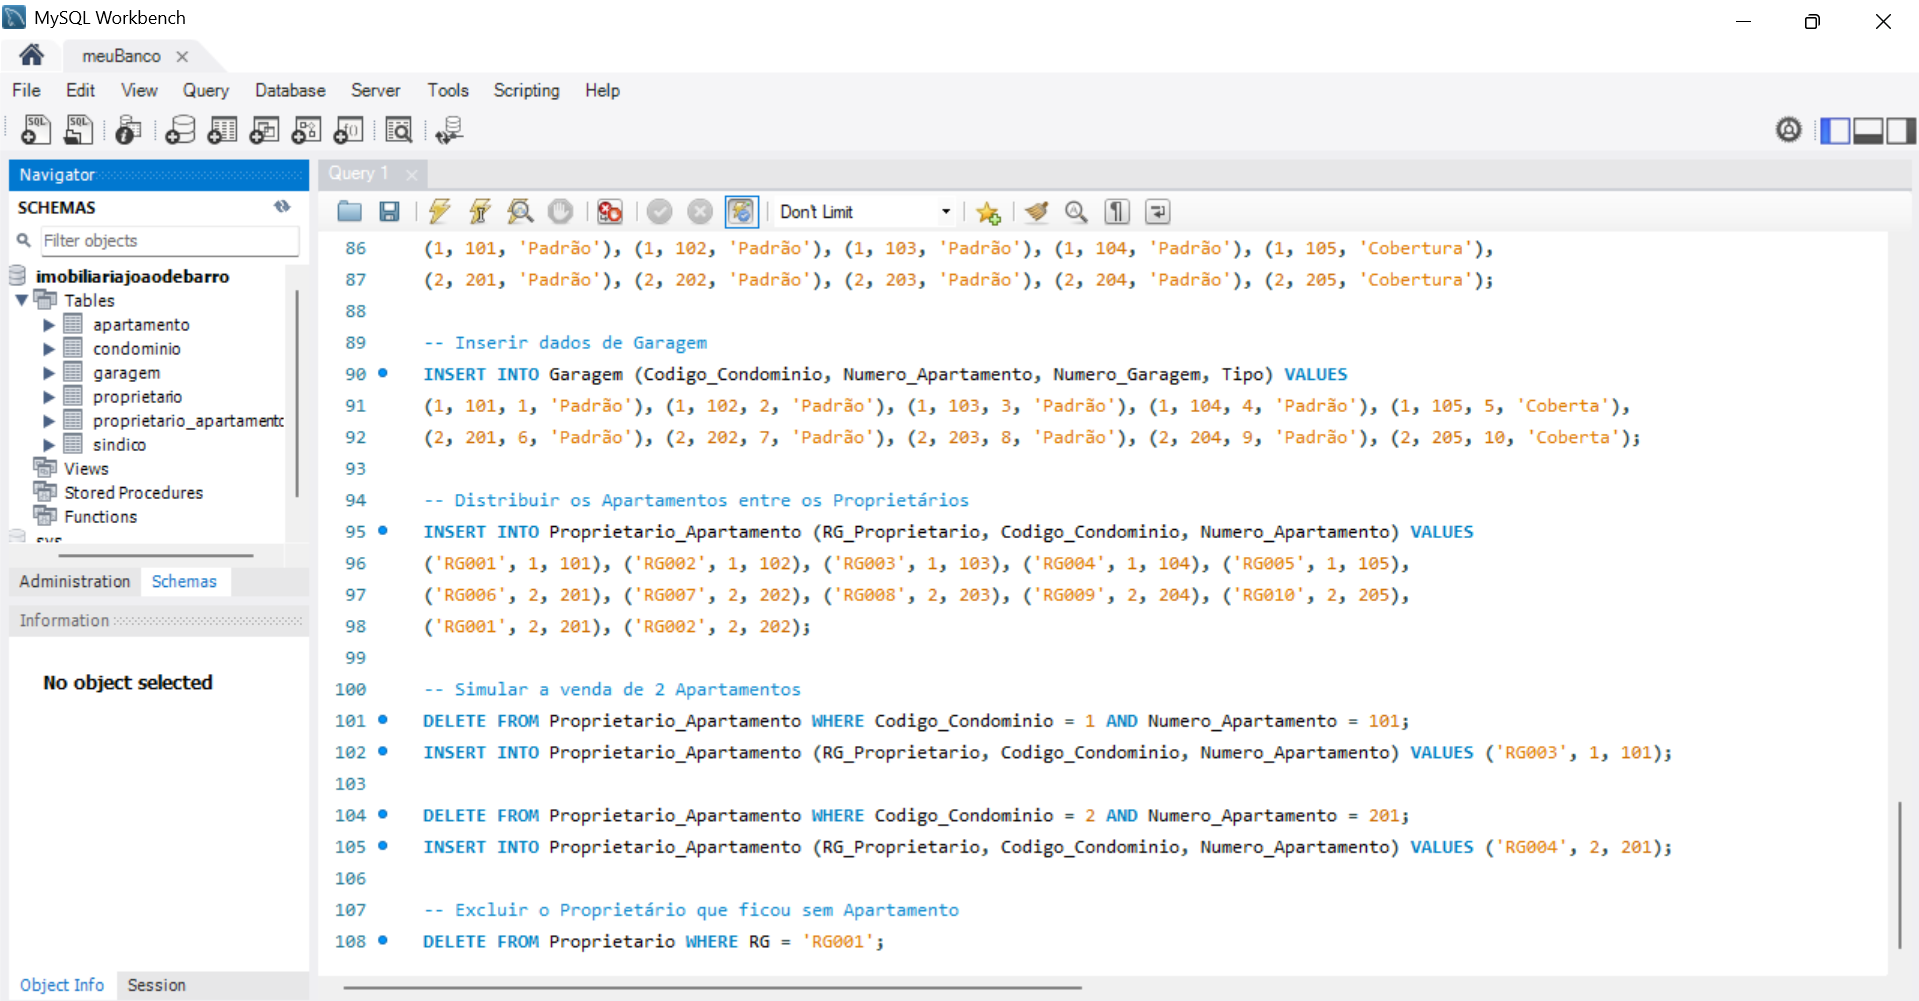 MySQL Workbench
meuBanco
File Edit View Query Database Server Tools Scripting Help
Navigator
SCHEMAS
Filter objects
imobiliariajoaodebarro
Tables
apartamento
condominio
garagem
proprietario
proprietario_apartamento
sindico
Views
Stored Procedures
Functions
sys
Administration Schemas
Information
No object selected
Object Info Session
Query 1
Don't Limit
86 (1, 101, 'Padrão'), (1, 102, 'Padrão'), (1, 103, 'Padrão'), (1, 104, 'Padrão'), (1, 105, 'Cobertura'),
87 (2, 201, 'Padrão'), (2, 202, 'Padrão'), (2, 203, 'Padrão'), (2, 204, 'Padrão'), (2, 205, 'Cobertura');
88
89 -- Inserir dados de Garagem
90 INSERT INTO Garagem (Codigo_Condominio, Numero_Apartamento, Numero_Garagem, Tipo) VALUES
91 (1, 101, 1, 'Padrão'), (1, 102, 2, 'Padrão'), (1, 103, 3, 'Padrão'), (1, 104, 4, 'Padrão'), (1, 105, 5, 'Coberta'),
92 (2, 201, 6, 'Padrão'), (2, 202, 7, 'Padrão'), (2, 203, 8, 'Padrão'), (2, 204, 9, 'Padrão'), (2, 205, 10, 'Coberta');
93
94 -- Distribuir os Apartamentos entre os Proprietários
95 INSERT INTO Proprietario_Apartamento (RG_Proprietario, Codigo_Condominio, Numero_Apartamento) VALUES
96 ('RG001', 1, 101), ('RG002', 1, 102), ('RG003', 1, 103), ('RG004', 1, 104), ('RG005', 1, 105),
97 ('RG006', 2, 201), ('RG007', 2, 202), ('RG008', 2, 203), ('RG009', 2, 204), ('RG010', 2, 205),
98 ('RG001', 2, 201), ('RG002', 2, 202);
99
100 -- Simular a venda de 2 Apartamentos
101 DELETE FROM Proprietario_Apartamento WHERE Codigo_Condominio = 1 AND Numero_Apartamento = 101;
102 INSERT INTO Proprietario_Apartamento (RG_Proprietario, Codigo_Condominio, Numero_Apartamento) VALUES ('RG003', 1, 101);
103
104 DELETE FROM Proprietario_Apartamento WHERE Codigo_Condominio = 2 AND Numero_Apartamento = 201;
105 INSERT INTO Proprietario_Apartamento (RG_Proprietario, Codigo_Condominio, Numero_Apartamento) VALUES ('RG004', 2, 201);
106
107 -- Excluir o Proprietário que ficou sem Apartamento
108 DELETE FROM Proprietario WHERE RG = 'RG001';